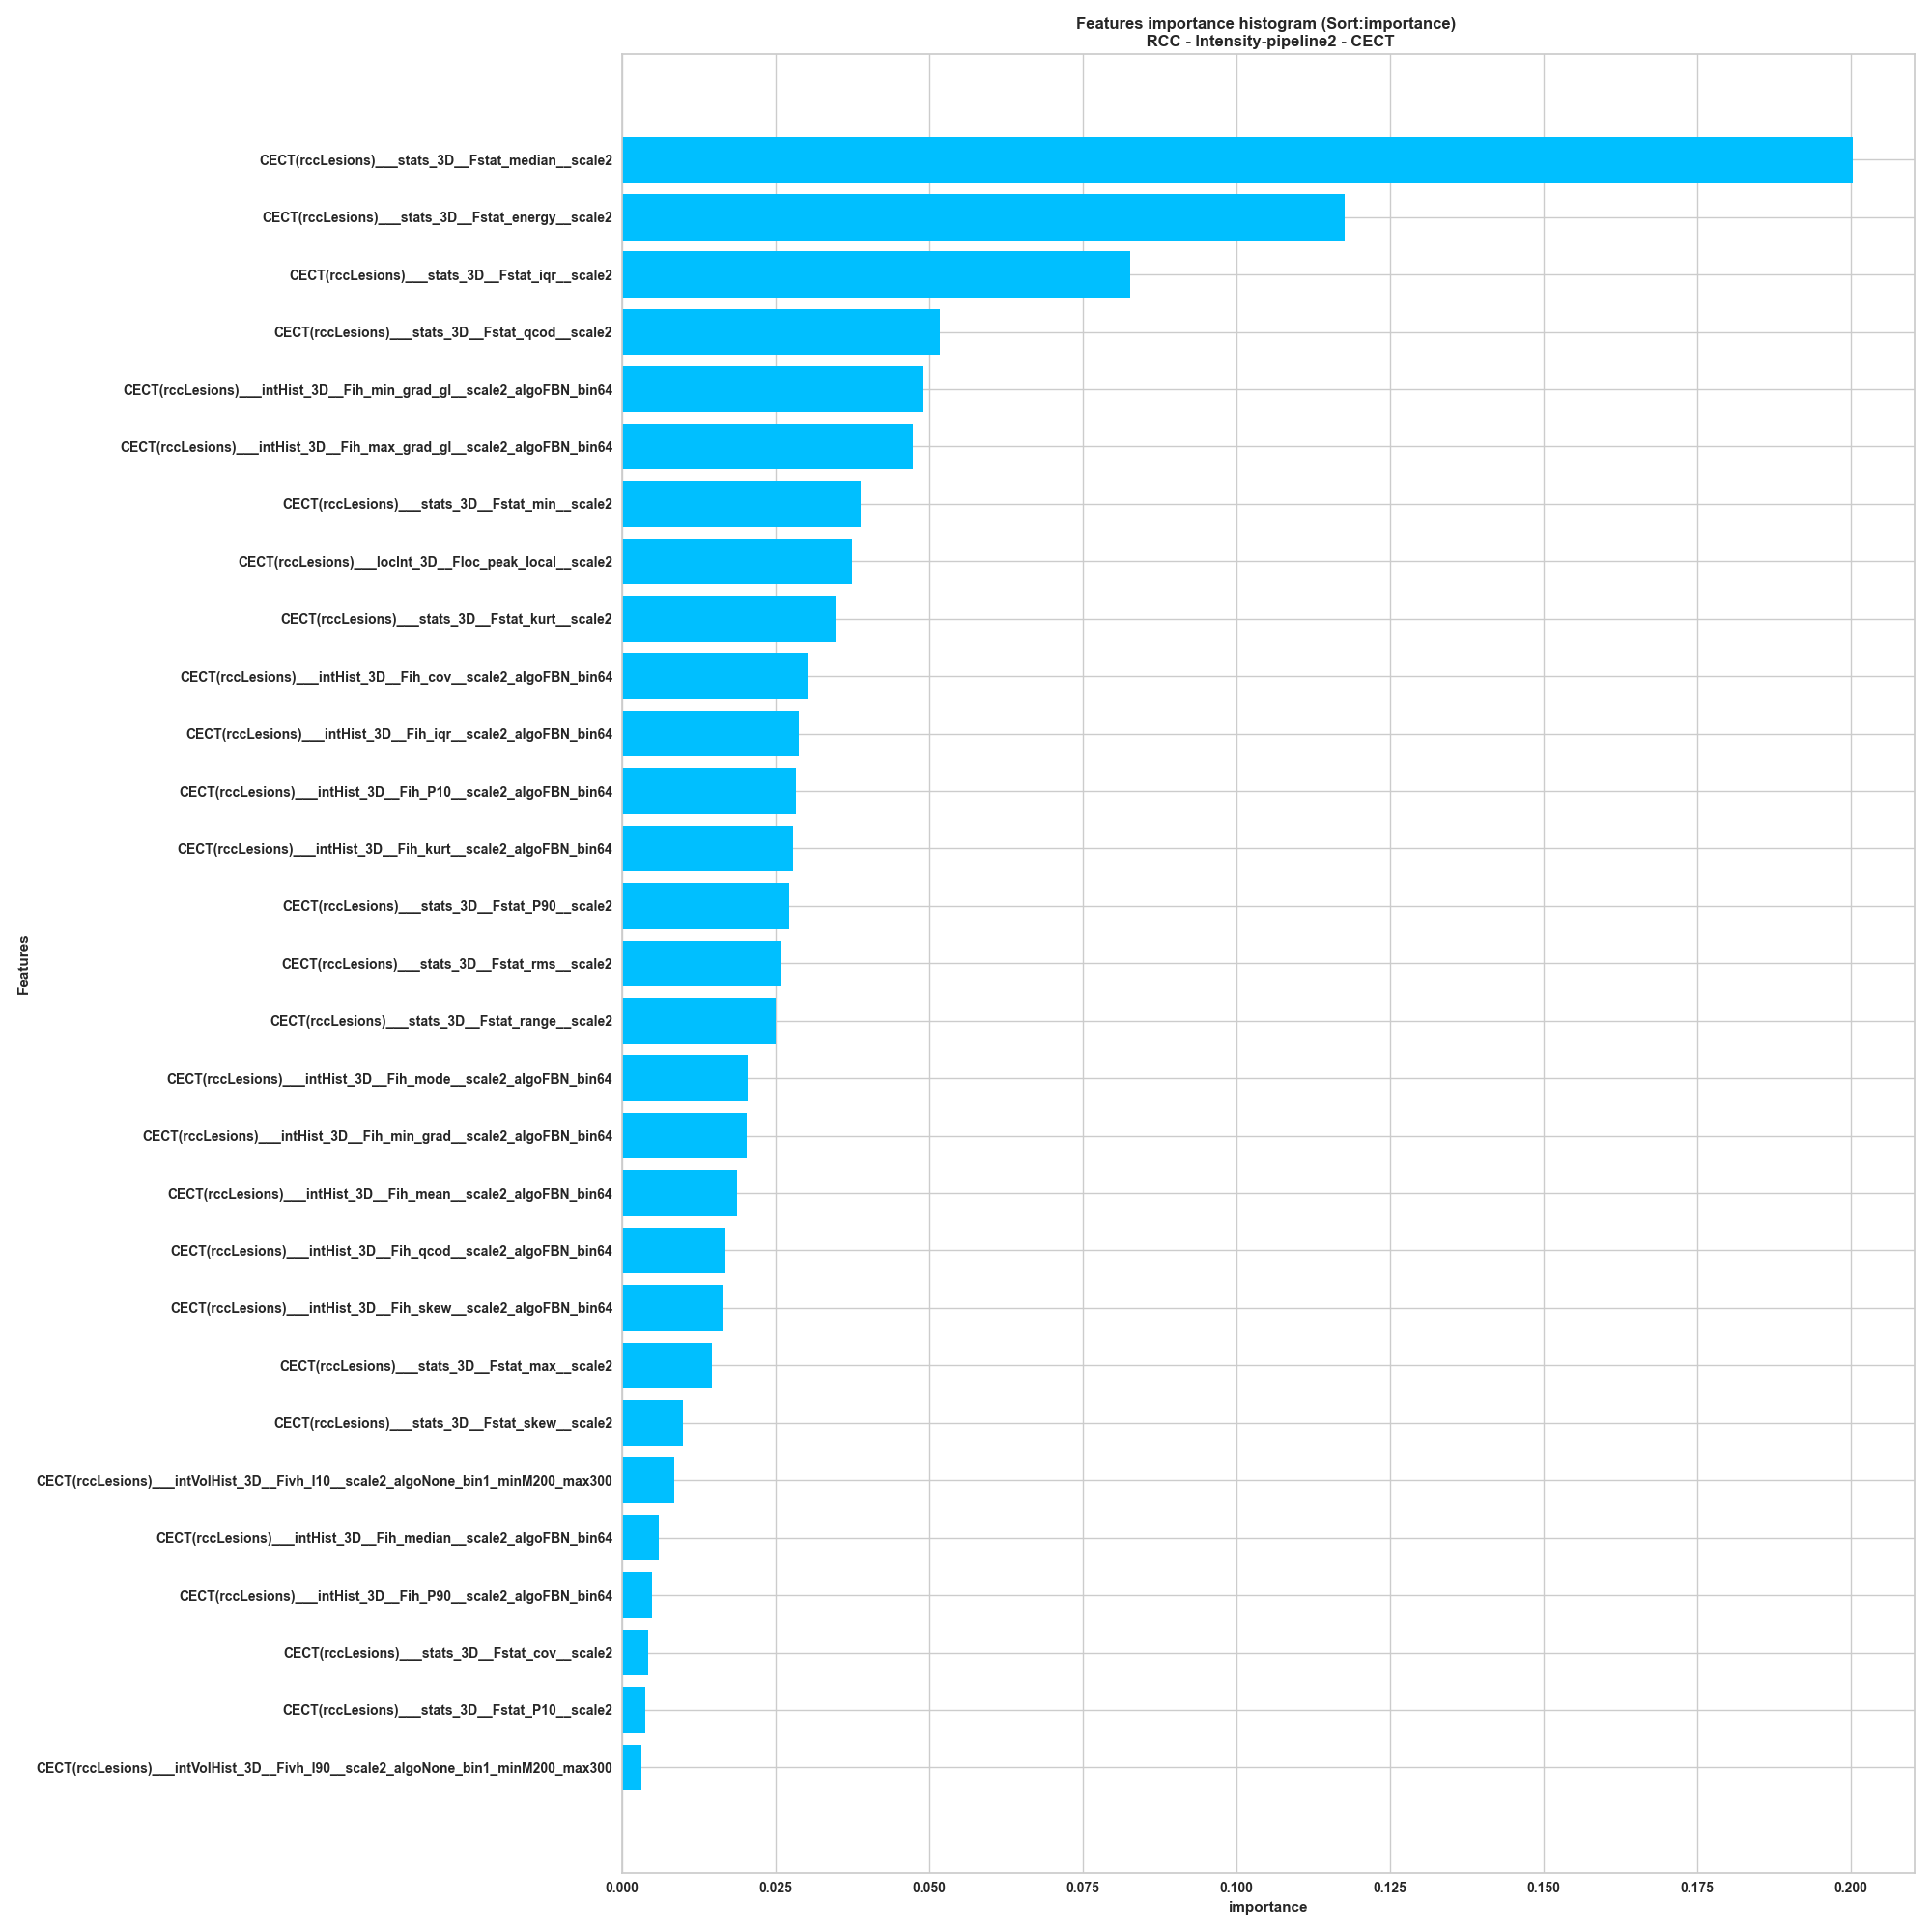 Features importance histogram (Sort:importance)
RCC - Intensity-pipeline2 - CECT
CECT(rccLesions)___stats_3D__Fstat_median__scale2
CECT(rccLesions)___stats_3D__Fstat_energy__scale2
CECT(rccLesions)___stats_3D__Fstat_iqr__scale2
CECT(rccLesions)___stats_3D__Fstat_qcod__scale2
CECT(rccLesions)___intHist_3D__Fih_min_grad_gl__scale2_algoFBN_bin64
CECT(rccLesions)___intHist_3D__Fih_max_grad_gl__scale2_algoFBN_bin64
CECT(rccLesions)___stats_3D__Fstat_min__scale2
CECT(rccLesions)___locInt_3D__Floc_peak_local__scale2
CECT(rccLesions)___stats_3D__Fstat_kurt__scale2
CECT(rccLesions)___intHist_3D__Fih_cov__scale2_algoFBN_bin64
CECT(rccLesions)___intHist_3D__Fih_iqr__scale2_algoFBN_bin64
CECT(rccLesions)___intHist_3D__Fih_P10__scale2_algoFBN_bin64
CECT(rccLesions)___intHist_3D__Fih_kurt__scale2_algoFBN_bin64
CECT(rccLesions)___stats_3D__Fstat_P90__scale2
CECT(rccLesions)___stats_3D__Fstat_rms__scale2
CECT(rccLesions)___stats_3D__Fstat_range__scale2
CECT(rccLesions)___intHist_3D__Fih_mode__scale2_algoFBN_bin64
CECT(rccLesions)___intHist_3D__Fih_min_grad__scale2_algoFBN_bin64
CECT(rccLesions)___intHist_3D__Fih_mean__scale2_algoFBN_bin64
CECT(rccLesions)___intHist_3D__Fih_qcod__scale2_algoFBN_bin64
CECT(rccLesions)___intHist_3D__Fih_skew__scale2_algoFBN_bin64
CECT(rccLesions)___stats_3D__Fstat_max__scale2
CECT(rccLesions)___stats_3D__Fstat_skew__scale2
CECT(rccLesions)___intVolHist_3D__Fivh_I10__scale2_algoNone_bin1_minM200_max300
CECT(rccLesions)___intHist_3D__Fih_median__scale2_algoFBN_bin64
CECT(rccLesions)___intHist_3D__Fih_P90__scale2_algoFBN_bin64
CECT(rccLesions)___stats_3D__Fstat_cov__scale2
CECT(rccLesions)___stats_3D__Fstat_P10__scale2
CECT(rccLesions)___intVolHist_3D__Fivh_I90__scale2_algoNone_bin1_minM200_max300
Features
0.000 0.025 0.050 0.075 0.100 0.125 0.150 0.175 0.200
importance